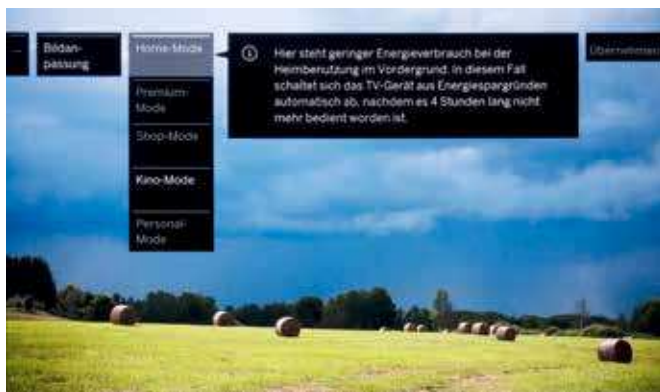 ...
Bildan-
passung
Home-Mode
Premium-
Mode
Shop-Mode
Kino-Mode
Personal-
Mode
Hier steht geringer Energieverbrauch bei der
Heimbenutzung im Vordergrund. In diesem Fall
schaltet sich das TV-Gerät aus Energiespargründen
automatisch ab, nachdem es 4 Stunden lang nicht
mehr bedient worden ist.
Übernehmen